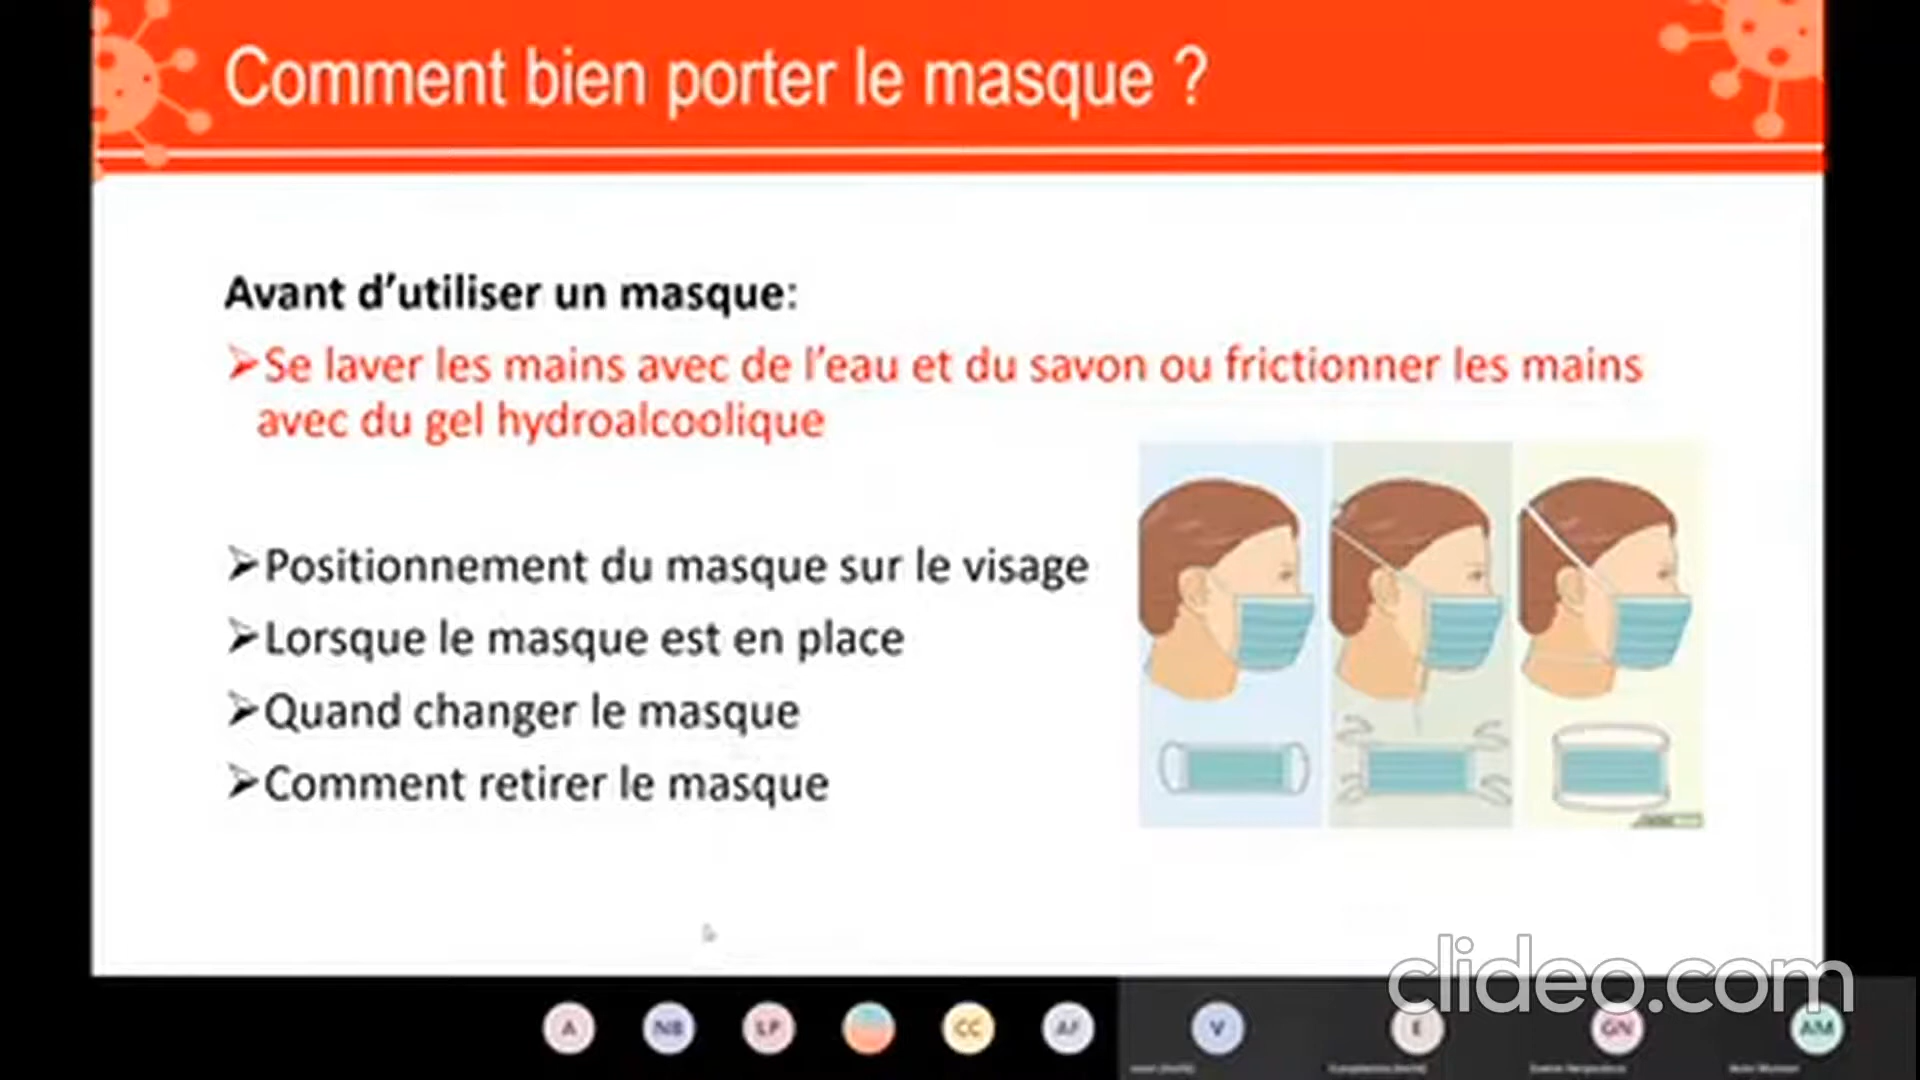 Comment bien porter le masque ?
Avant d’utiliser un masque:
➢Se laver les mains avec de l’eau et du savon ou frictionner les mains
avec du gel hydroalcoolique
➢Positionnement du masque sur le visage
➢Lorsque le masque est en place
➢Quand changer le masque
➢Comment retirer le masque
clideo.com
A NB LP CC AF V E GN AM